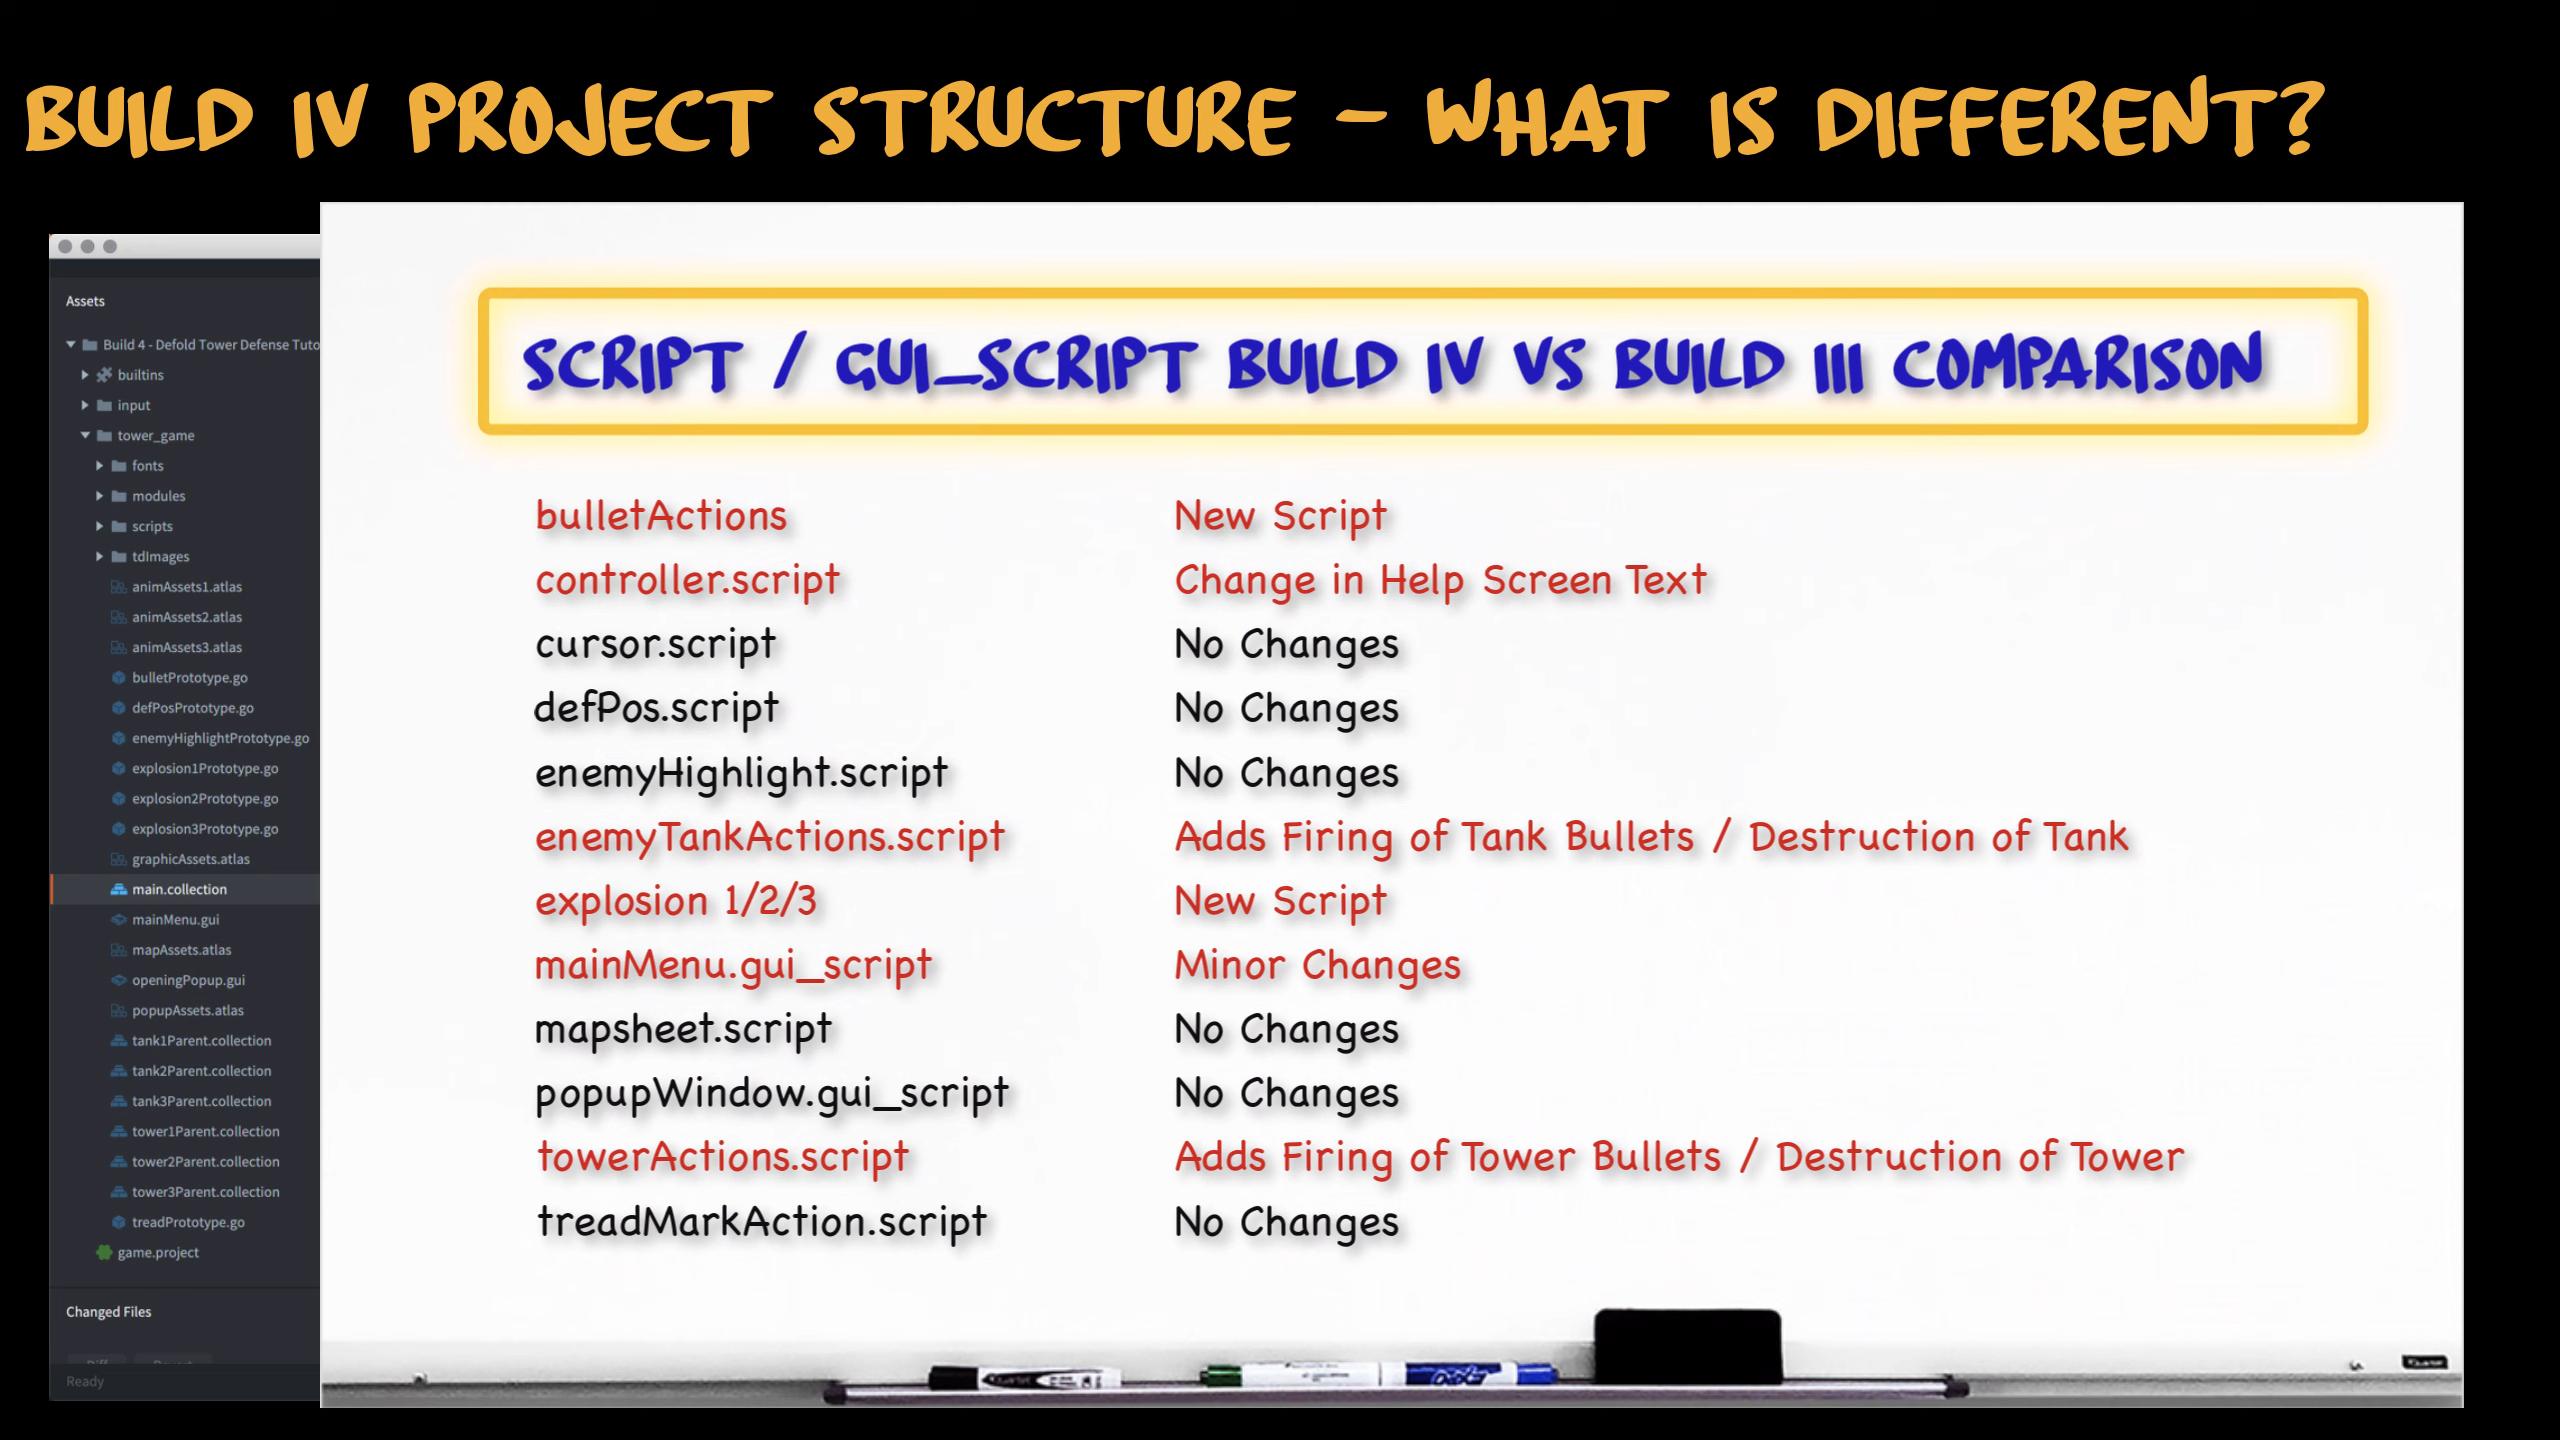 BUILD IV PROJECT STRUCTURE - WHAT IS DIFFERENT?
Assets
Build 4 - Defold Tower Defense Tuto
builtins
input
tower_game
fonts
modules
scripts
tdImages
animAssets1.atlas
animAssets2.atlas
animAssets3.atlas
bulletPrototype.go
defPosPrototype.go
enemyHighlightPrototype.go
explosion1Prototype.go
explosion2Prototype.go
explosion3Prototype.go
graphicAssets.atlas
main.collection
mainMenu.gui
mapAssets.atlas
openingPopup.gui
popupAssets.atlas
tank1Parent.collection
tank2Parent.collection
tank3Parent.collection
tower1Parent.collection
tower2Parent.collection
tower3Parent.collection
treadPrototype.go
game.project
Changed Files
Ready
SCRIPT / GUI_SCRIPT BUILD IV VS BUILD III COMPARISON
bulletActions New Script
controller.script Change in Help Screen Text
cursor.script No Changes
defPos.script No Changes
enemyHighlight.script No Changes
enemyTankActions.script Adds Firing of Tank Bullets / Destruction of Tank
explosion 1/2/3 New Script
mainMenu.gui_script Minor Changes
mapsheet.script No Changes
popupWindow.gui_script No Changes
towerActions.script Adds Firing of Tower Bullets / Destruction of Tower
treadMarkAction.script No Changes